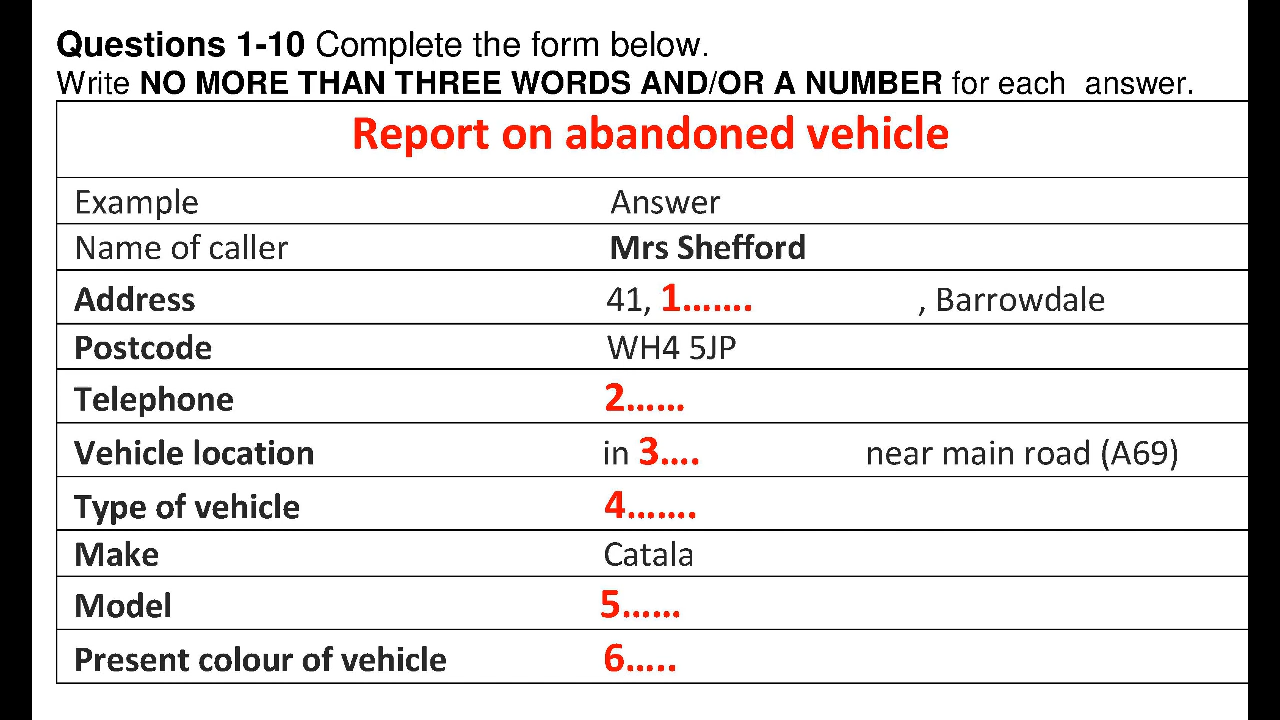 Questions 1-10 Complete the form below.
Write NO MORE THAN THREE WORDS AND/OR A NUMBER for each answer.
Report on abandoned vehicle
Example Answer
Name of caller Mrs Shefford
Address 41, 1....... , Barrowdale
Postcode WH4 5JP
Telephone 2......
Vehicle location in 3.... near main road (A69)
Type of vehicle 4.......
Make Catala
Model 5......
Present colour of vehicle 6.....